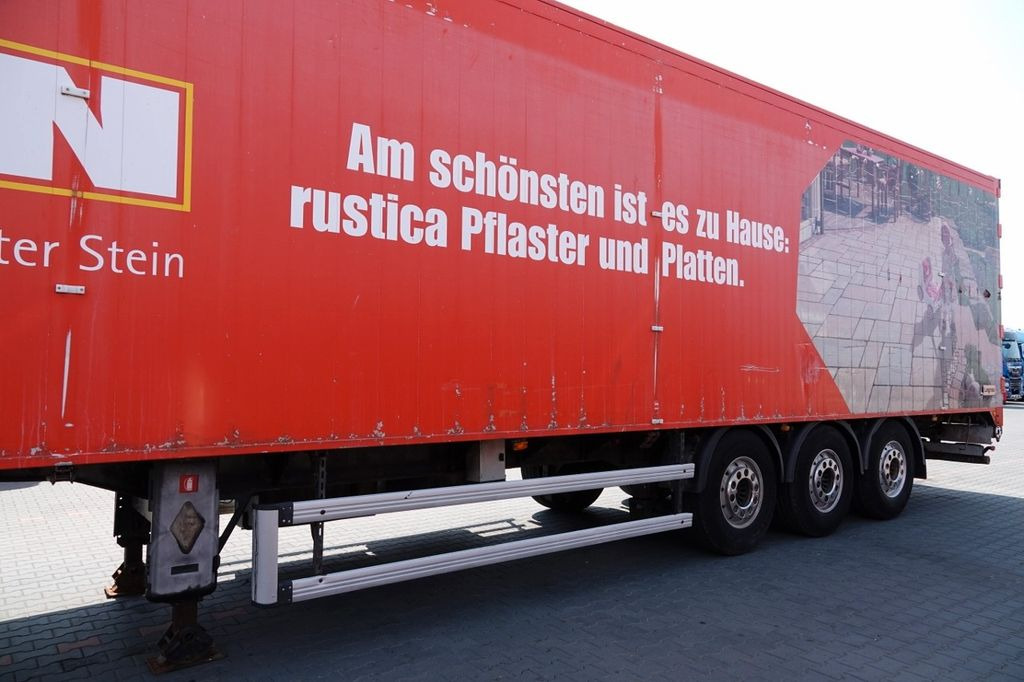 N
ter Stein
Am schönsten ist es zu Hause:
rustica Pflaster und Platten.